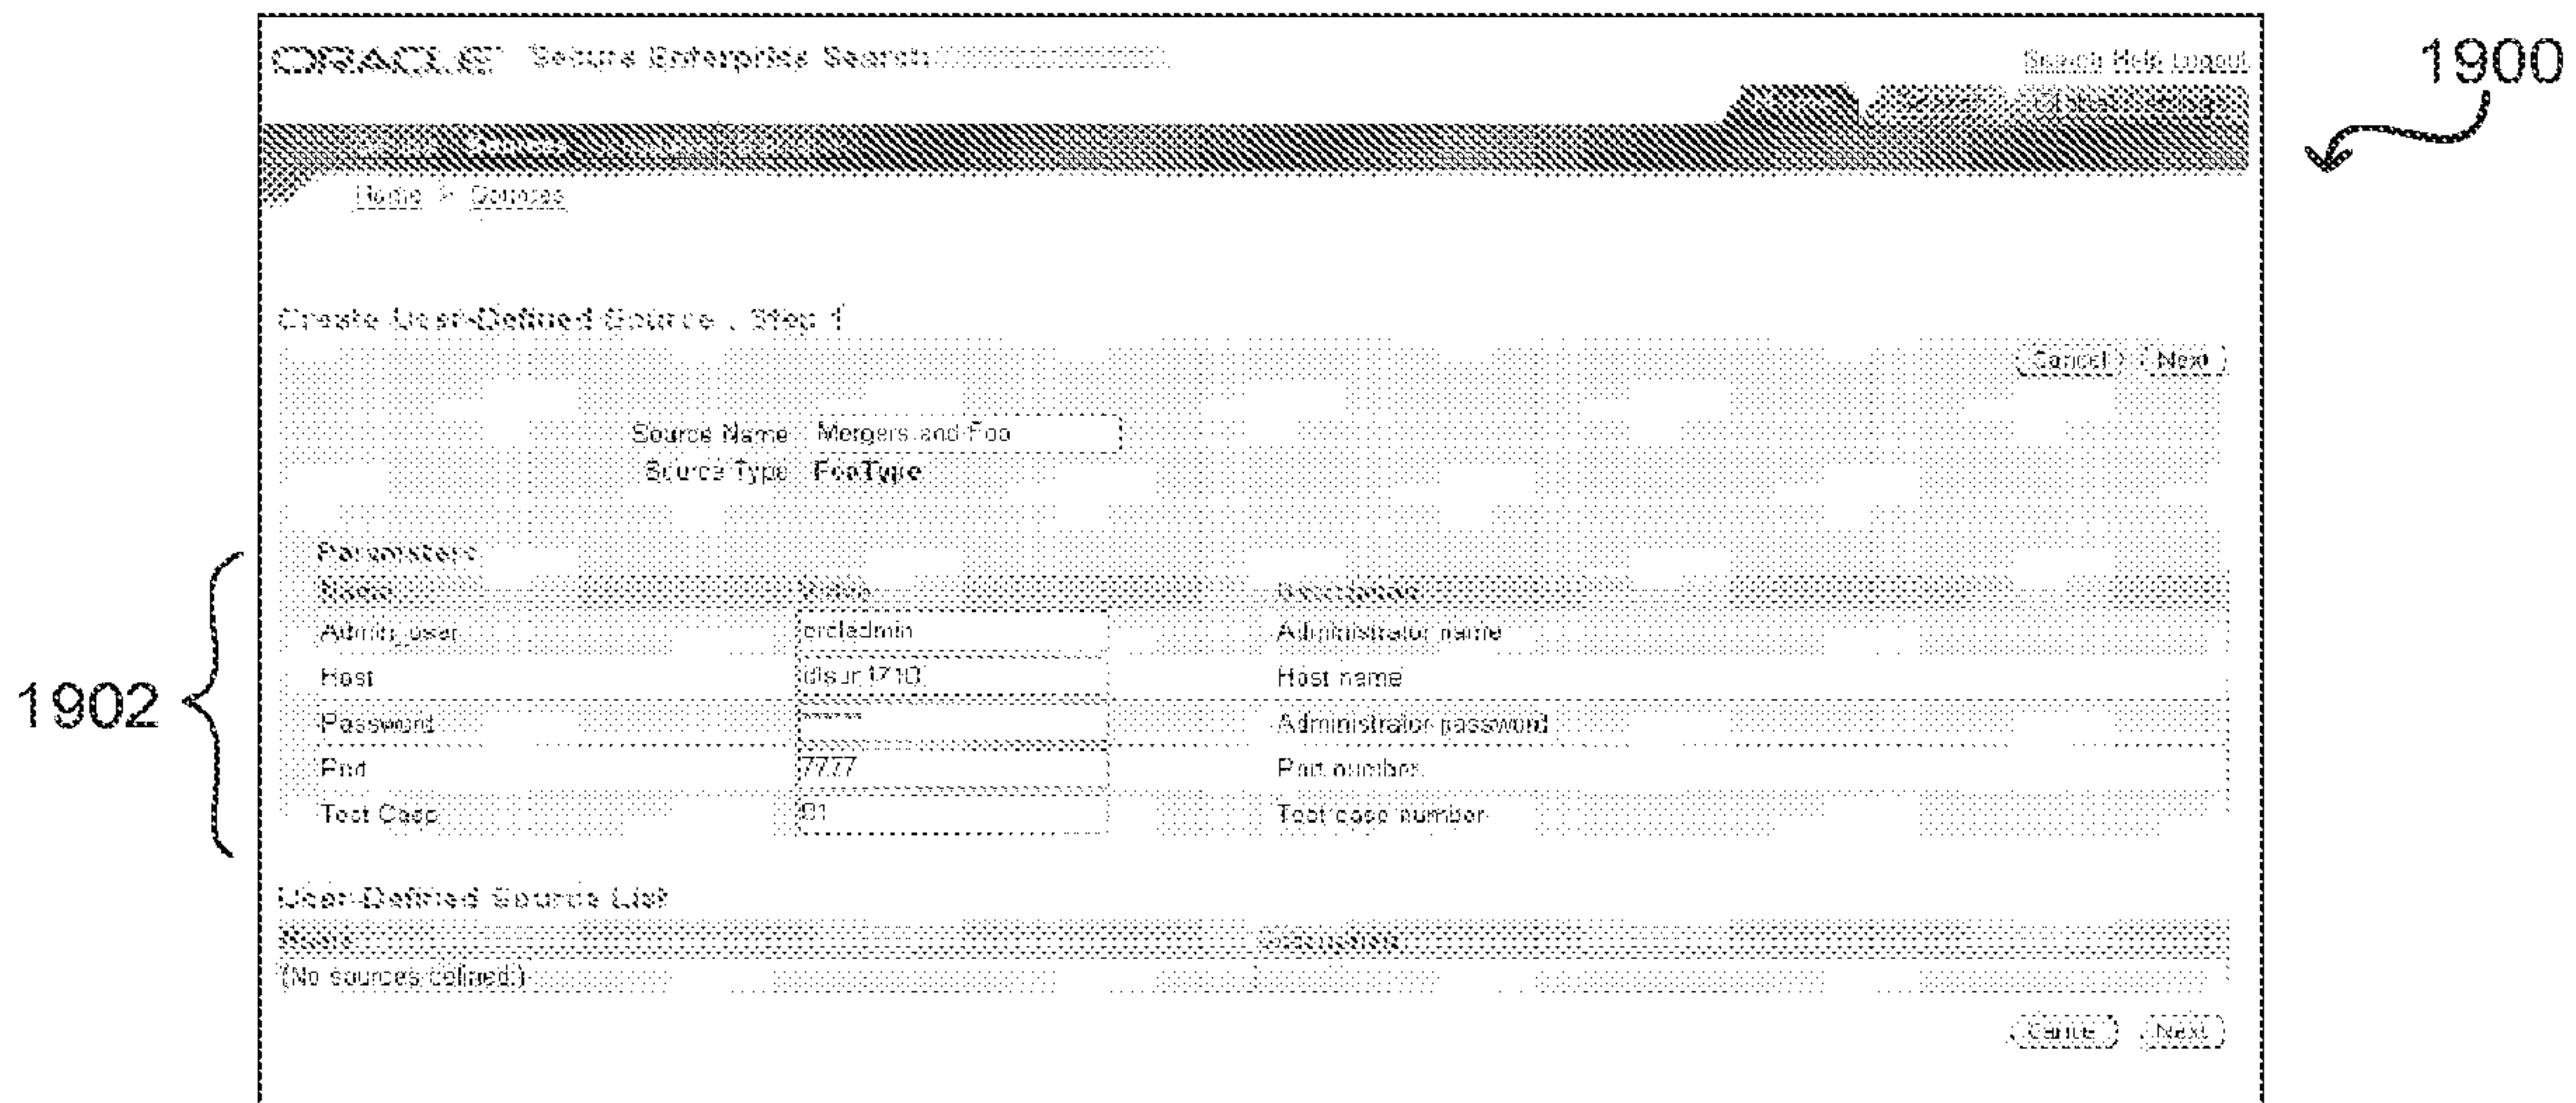 ORACLE Secure Enterprise Search
Search Help Logout
1900
Sources
Home > Sources
Create User-Defined Source : Step 1
Cancel Next
Source Name Mergers and Foo
Source Type FooType
Parameters
Name Value Description
Admin_user orcladmin Administrator name
Host Host name
1902
Password ****** Administrator password
Port 7777 Port number
Test Case Test case number
User-Defined Source List
Name Description
(No sources defined.)
Cancel Next